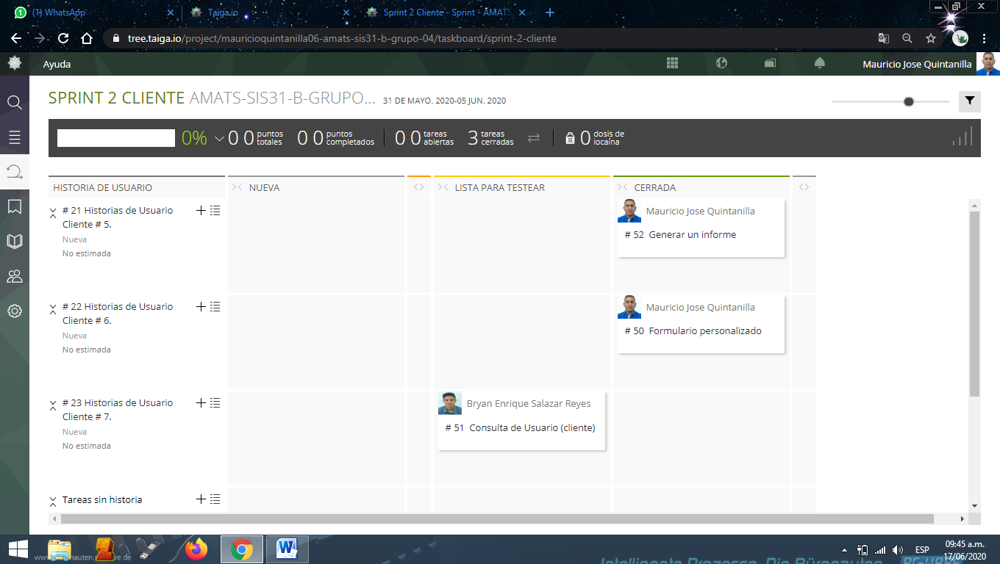 (1) WhatsApp
Taiga.io
Sprint 2 Cliente - Sprint - AMATS
tree.taiga.io/project/mauricioquintanilla06-amats-sis31-b-grupo-04/taskboard/sprint-2-cliente
Ayuda
Mauricio Jose Quintanilla
SPRINT 2 CLIENTE AMATS-SIS31-B-GRUPO... 31 DE MAYO. 2020-05 JUN. 2020
0% 0 0 puntos totales 0 0 puntos completados 0 0 tareas abiertas 3 tareas cerradas 0 dosis de iocaína
HISTORIA DE USUARIO
NUEVA
LISTA PARA TESTEAR
CERRADA
# 21 Historias de Usuario
Cliente # 5.
Nueva
No estimada
Mauricio Jose Quintanilla
# 52 Generar un informe
# 22 Historias de Usuario
Cliente # 6.
Nueva
No estimada
Mauricio Jose Quintanilla
# 50 Formulario personalizado
# 23 Historias de Usuario
Cliente # 7.
Nueva
No estimada
Bryan Enrique Salazar Reyes
# 51 Consulta de Usuario (cliente)
Tareas sin historia
ESP
09:45 a.m.
17/06/2020